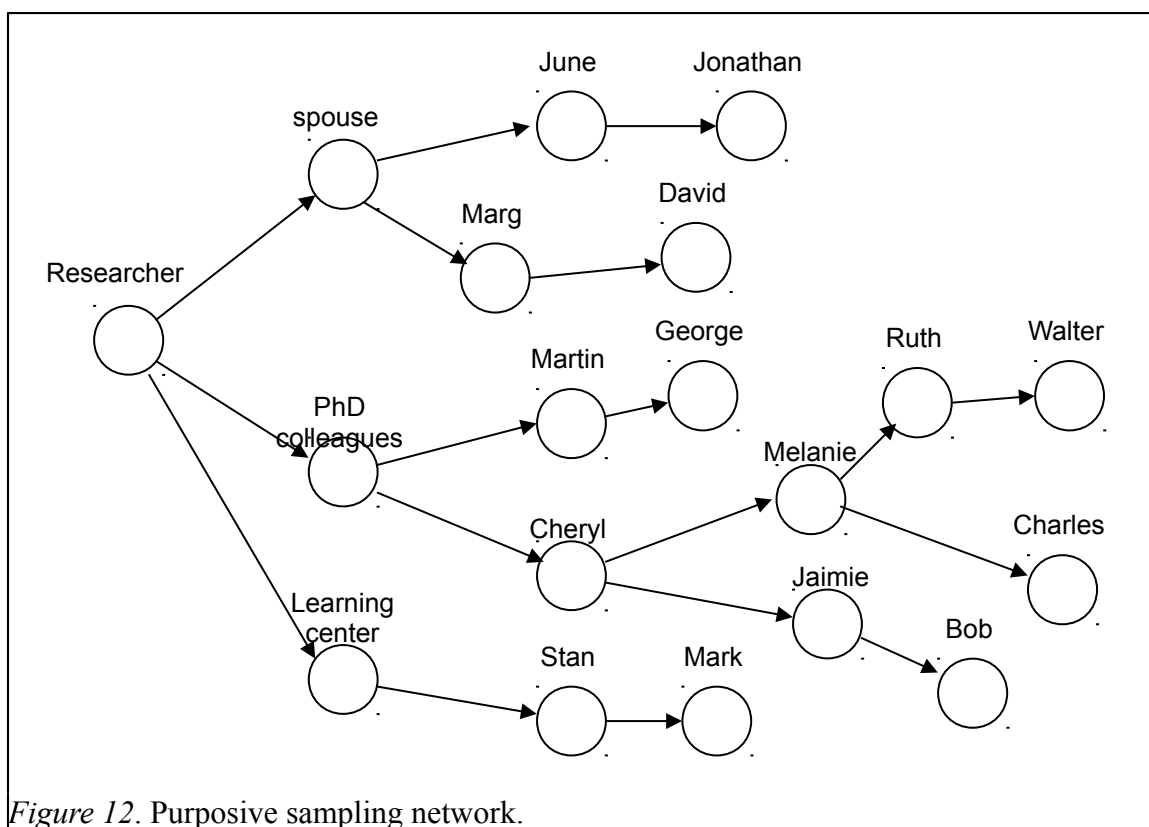 June
Jonathan
spouse
David
Marg
Researcher
George
Martin
Ruth
Walter
PhD
colleagues
Melanie
Cheryl
Charles
Jaimie
Learning
center
Bob
Stan
Mark
Figure 12. Purposive sampling network.